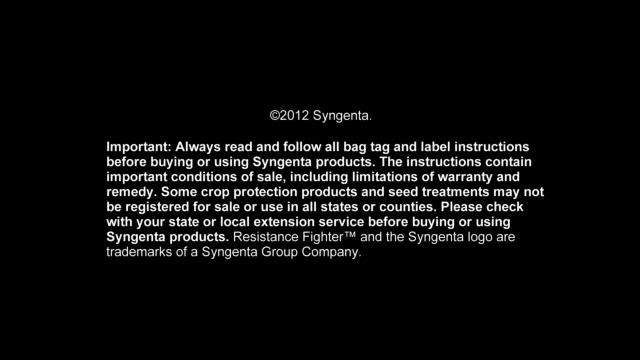 ©2012 Syngenta.
Important: Always read and follow all bag tag and label instructions
before buying or using Syngenta products. The instructions contain
important conditions of sale, including limitations of warranty and
remedy. Some crop protection products and seed treatments may not
be registered for sale or use in all states or counties. Please check
with your state or local extension service before buying or using
Syngenta products. Resistance Fighter™ and the Syngenta logo are
trademarks of a Syngenta Group Company.